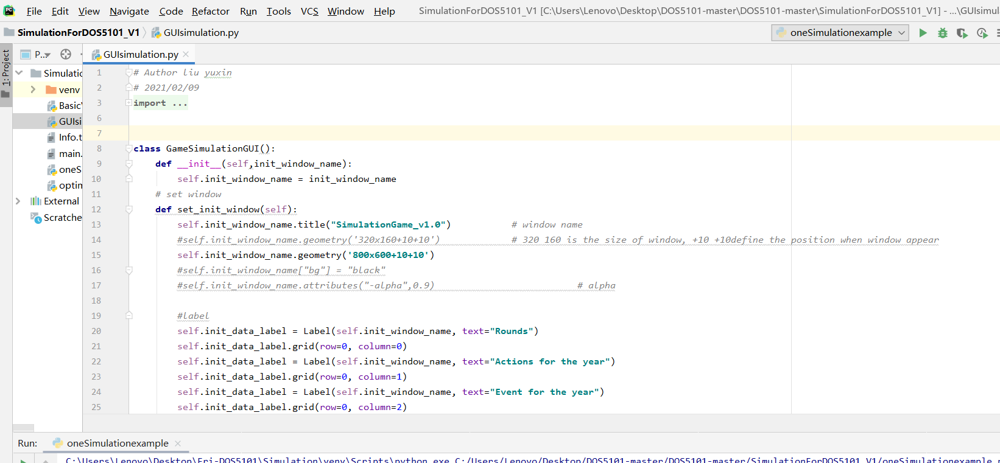 File Edit View Navigate Code Refactor Run Tools VCS Window Help SimulationForDOS5101_V1 [C:\Users\Lenovo\Desktop\DOS5101-master\DOS5101-master\SimulationForDOS5101_V1] - ...\GUIsimul
SimulationForDOS5101_V1 GUIsimulation.py oneSimulationexample
1: Project
P... GUIsimulation.py
Simulatic
venv
Basic
GUIsi
Info.t
main.
oneS
optin
External
Scratche
1 # Author liu yuxin
2 # 2021/02/09
3 import ...
6
7
8 class GameSimulationGUI():
9 def __init__(self,init_window_name):
10 self.init_window_name = init_window_name
11 # set window
12 def set_init_window(self):
13 self.init_window_name.title("SimulationGame_v1.0") # window name
14 #self.init_window_name.geometry('320x160+10+10') # 320 160 is the size of window, +10 +10define the position when window appear
15 self.init_window_name.geometry('800x600+10+10')
16 #self.init_window_name["bg"] = "black"
17 #self.init_window_name.attributes("-alpha",0.9) # alpha
18
19 #label
20 self.init_data_label = Label(self.init_window_name, text="Rounds")
21 self.init_data_label.grid(row=0, column=0)
22 self.init_data_label = Label(self.init_window_name, text="Actions for the year")
23 self.init_data_label.grid(row=0, column=1)
24 self.init_data_label = Label(self.init_window_name, text="Event for the year")
25 self.init_data_label.grid(row=0, column=2)
Run: oneSimulationexample
C:\Users\Lenovo\Desktop\Fri-DOS5101\Simulation\venv\Scripts\python.exe C:/Users/Lenovo/Desktop/DOS5101-master/DOS5101-master/SimulationForDOS5101_V1/oneSimulationexample.p